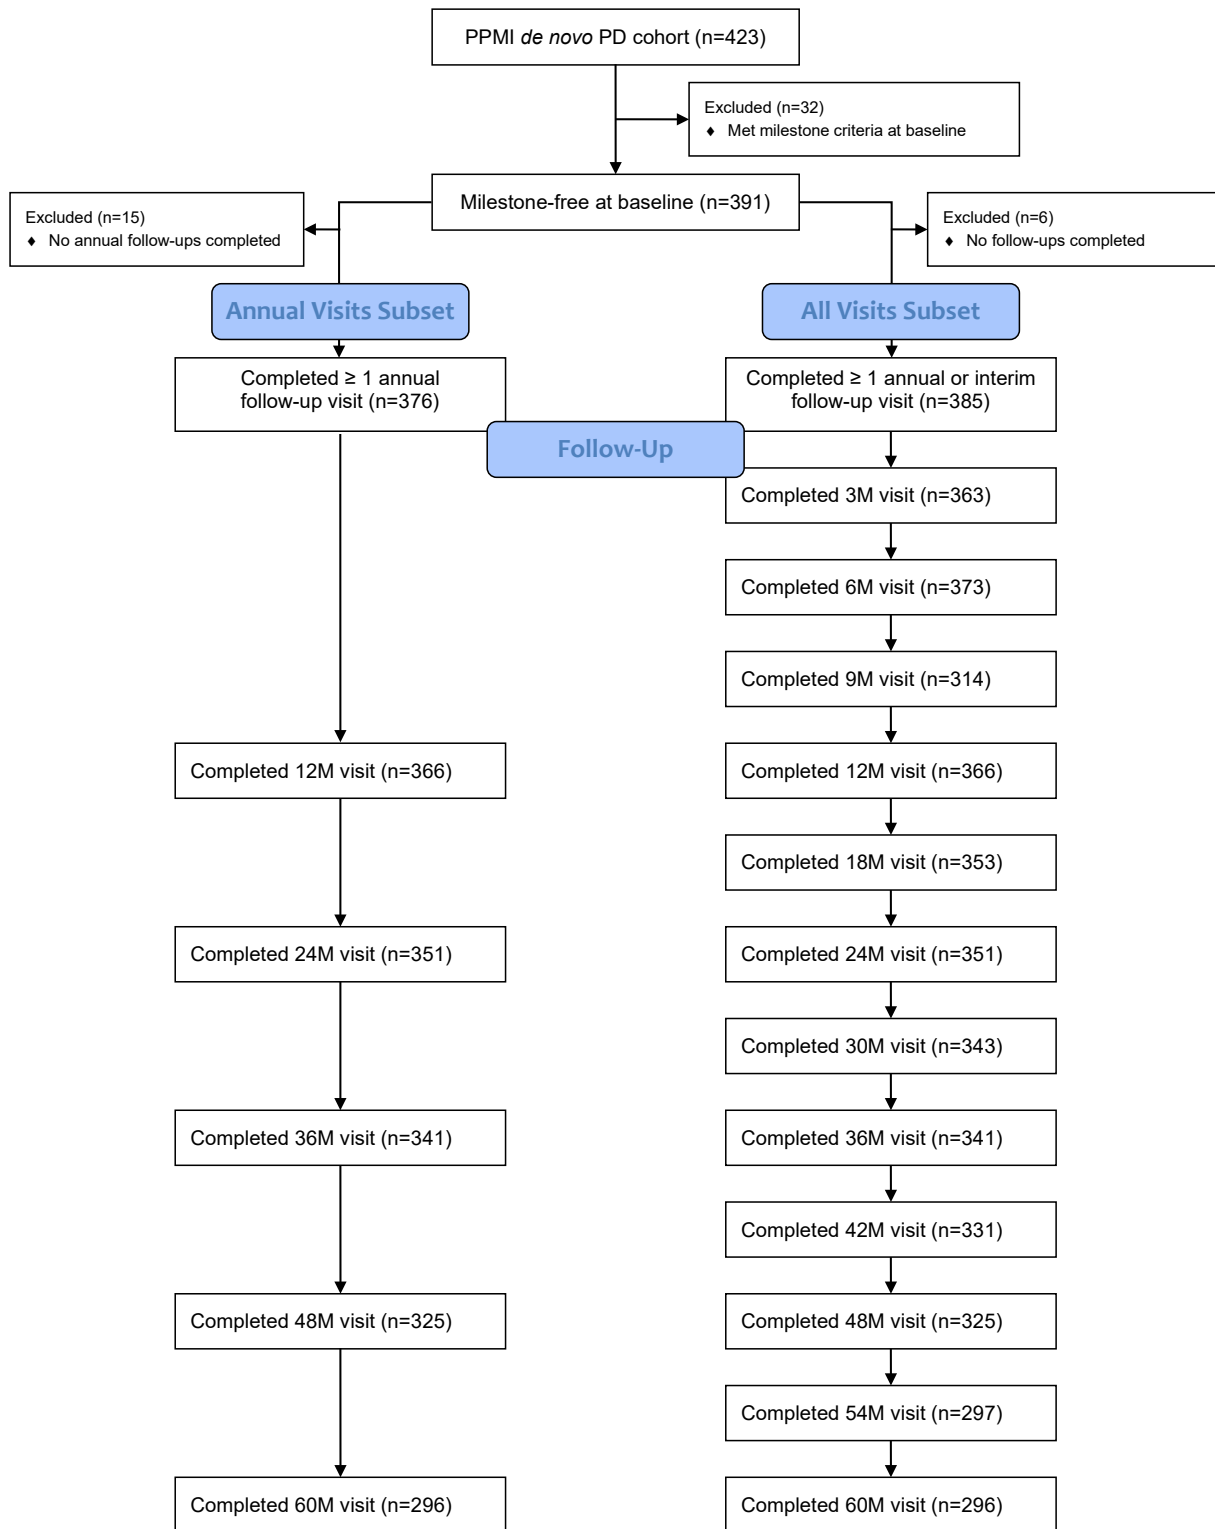 PPMI de novo PD cohort (n=423)
Excluded (n=32)
♦ Met milestone criteria at baseline
Milestone-free at baseline (n=391)
Excluded (n=15)
♦ No annual follow-ups completed
Excluded (n=6)
♦ No follow-ups completed
Annual Visits Subset
All Visits Subset
Completed ≥ 1 annual
follow-up visit (n=376)
Completed ≥ 1 annual or interim
follow-up visit (n=385)
Follow-Up
Completed 3M visit (n=363)
Completed 6M visit (n=373)
Completed 9M visit (n=314)
Completed 12M visit (n=366)
Completed 12M visit (n=366)
Completed 18M visit (n=353)
Completed 24M visit (n=351)
Completed 24M visit (n=351)
Completed 30M visit (n=343)
Completed 36M visit (n=341)
Completed 36M visit (n=341)
Completed 42M visit (n=331)
Completed 48M visit (n=325)
Completed 48M visit (n=325)
Completed 54M visit (n=297)
Completed 60M visit (n=296)
Completed 60M visit (n=296)